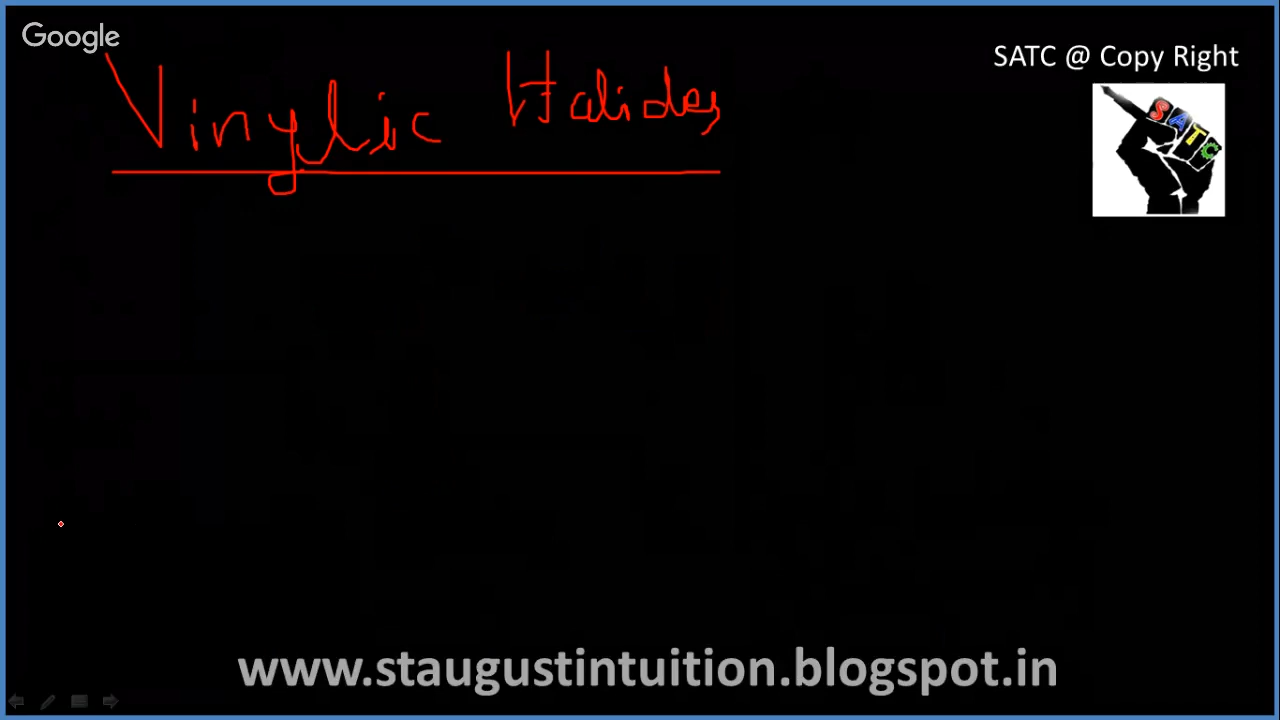 Google
SATC @ Copy Right
Vinylic Halides
SATC
www.staugustintuition.blogspot.in